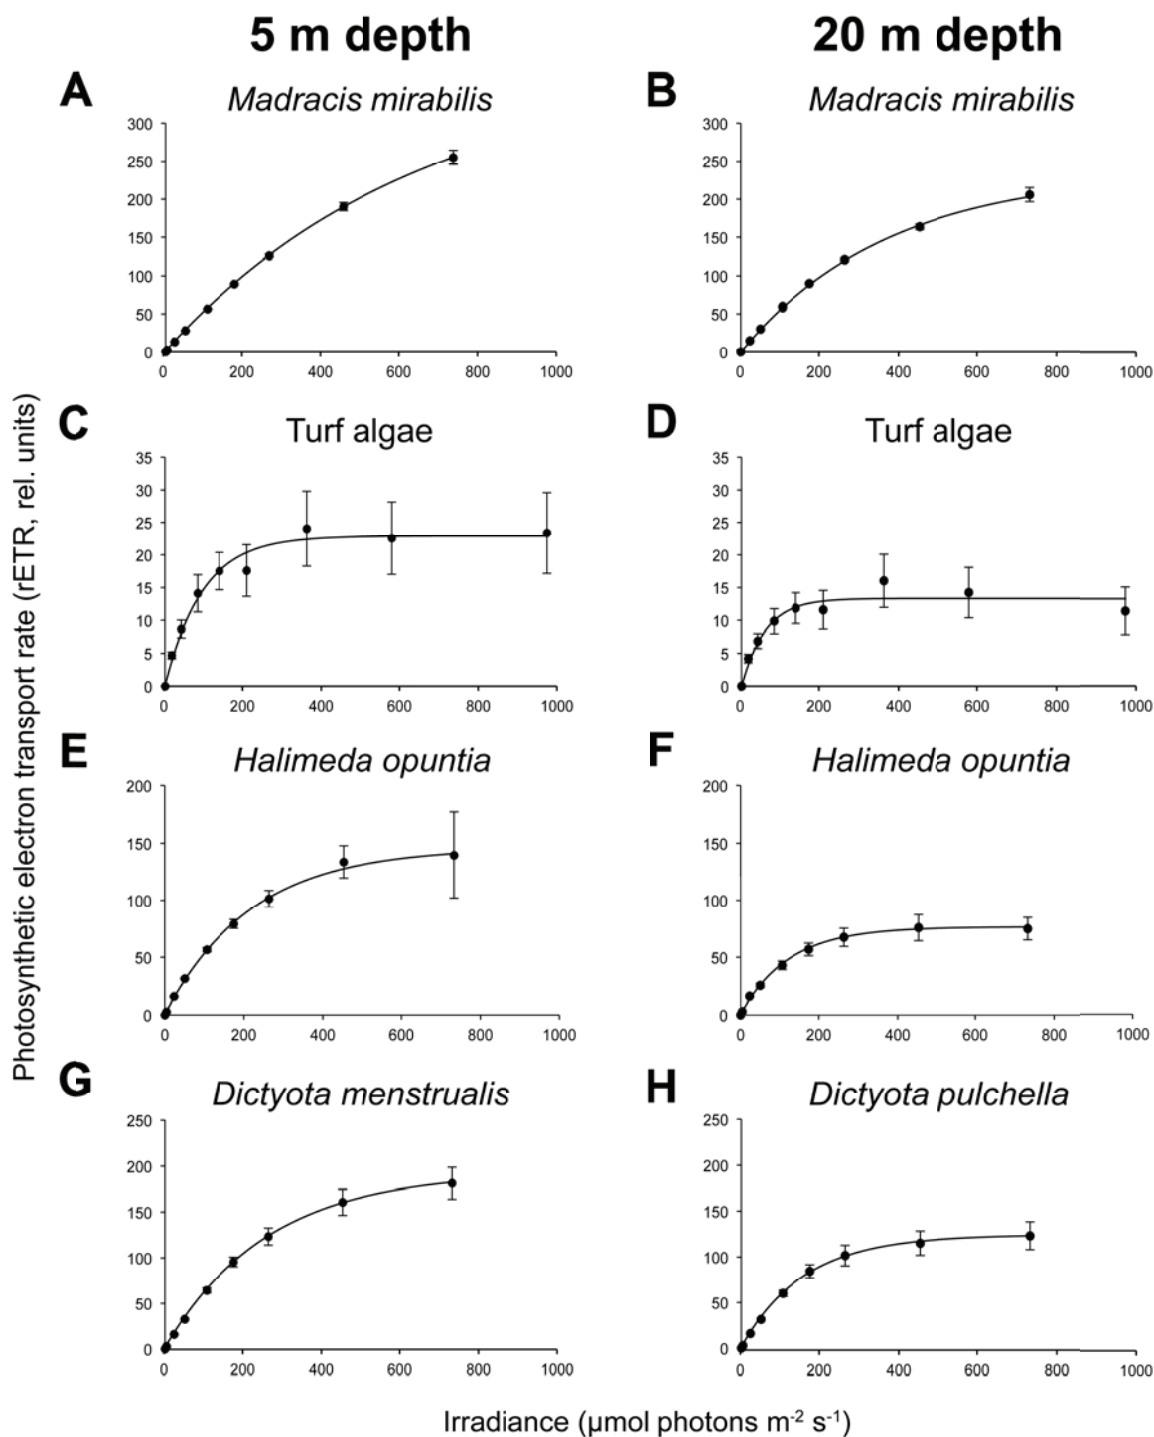 5 m depth 20 m depth
A B
Madracis mirabilis Madracis mirabilis
300 300
250 250
200 200
150 150
100 100
50 50
0 0
0 200 400 600 800 1000 0 200 400 600 800 1000
C D
Turf algae Turf algae
35 35
30 30
25 25
20 20
15 15
10 10
5 5
0 0
0 200 400 600 800 1000 0 200 400 600 800 1000
E F
Halimeda opuntia Halimeda opuntia
200 200
150 150
100 100
50 50
0 0
0 200 400 600 800 1000 0 200 400 600 800 1000
G H
Dictyota menstrualis Dictyota pulchella
250 250
200 200
150 150
100 100
50 50
0 0
0 200 400 600 800 1000 0 200 400 600 800 1000
Photosynthetic electron transport rate (rETR, rel. units)
Irradiance (µmol photons m⁻² s⁻¹)